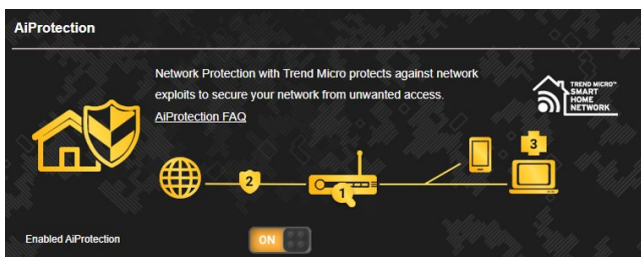 AiProtection
Network Protection with Trend Micro protects against network
exploits to secure your network from unwanted access.
AiProtection FAQ
TREND MICRO™
SMART
HOME
NETWORK
3
2
1
Enabled AiProtection
ON